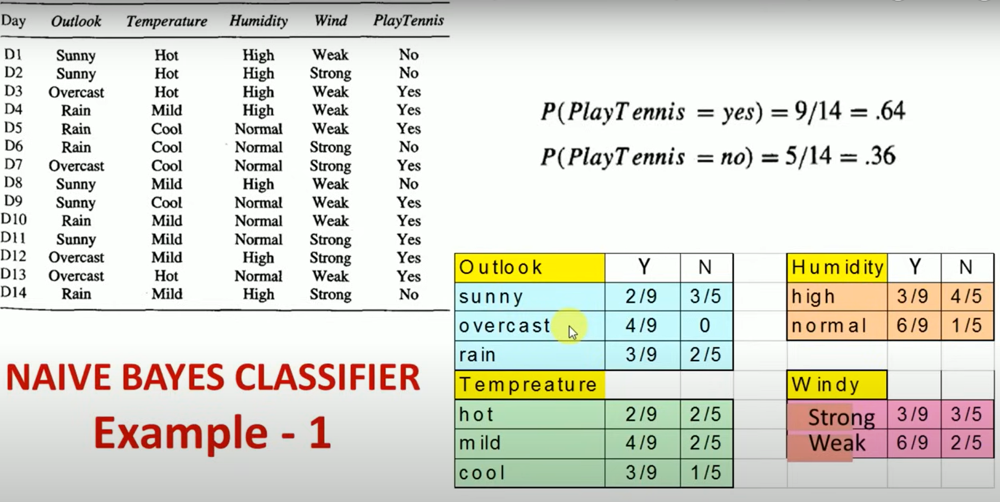 Day Outlook Temperature Humidity Wind PlayTennis
D1 Sunny Hot High Weak No
D2 Sunny Hot High Strong No
D3 Overcast Hot High Weak Yes
D4 Rain Mild High Weak Yes
D5 Rain Cool Normal Weak Yes
D6 Rain Cool Normal Strong No
D7 Overcast Cool Normal Strong Yes
D8 Sunny Mild High Weak No
D9 Sunny Cool Normal Weak Yes
D10 Rain Mild Normal Weak Yes
D11 Sunny Mild Normal Strong Yes
D12 Overcast Mild High Strong Yes
D13 Overcast Hot Normal Weak Yes
D14 Rain Mild High Strong No
P(PlayTennis = yes) = 9/14 = .64
P(PlayTennis = no) = 5/14 = .36
NAIVE BAYES CLASSIFIER
Example - 1
Outlook Y N
sunny 2/9 3/5
overcast 4/9 0
rain 3/9 2/5
Tempreature
hot 2/9 2/5
mild 4/9 2/5
cool 3/9 1/5
Humidity Y N
high 3/9 4/5
normal 6/9 1/5
Windy
Strong 3/9 3/5
Weak 6/9 2/5